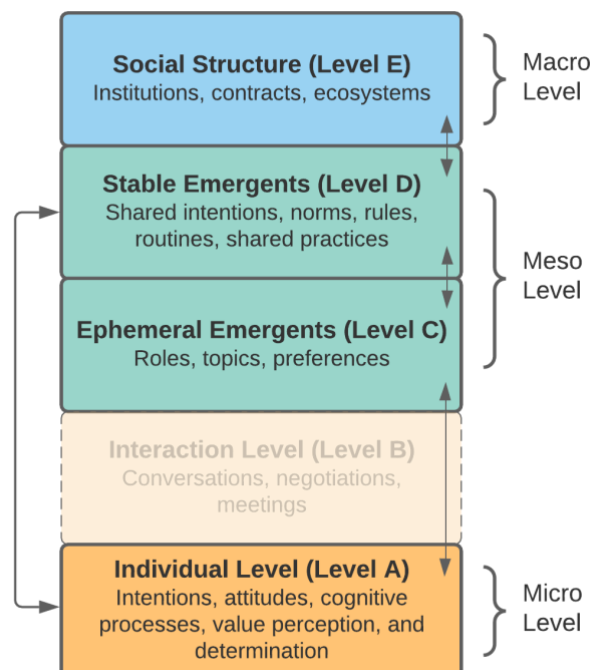 Social Structure (Level E)
Institutions, contracts, ecosystems
Macro
Level
Stable Emergents (Level D)
Shared intentions, norms, rules,
routines, shared practices
Meso
Level
Ephemeral Emergents (Level C)
Roles, topics, preferences
Interaction Level (Level B)
Conversations, negotiations,
meetings
Individual Level (Level A)
Intentions, attitudes, cognitive
processes, value perception, and
determination
Micro
Level